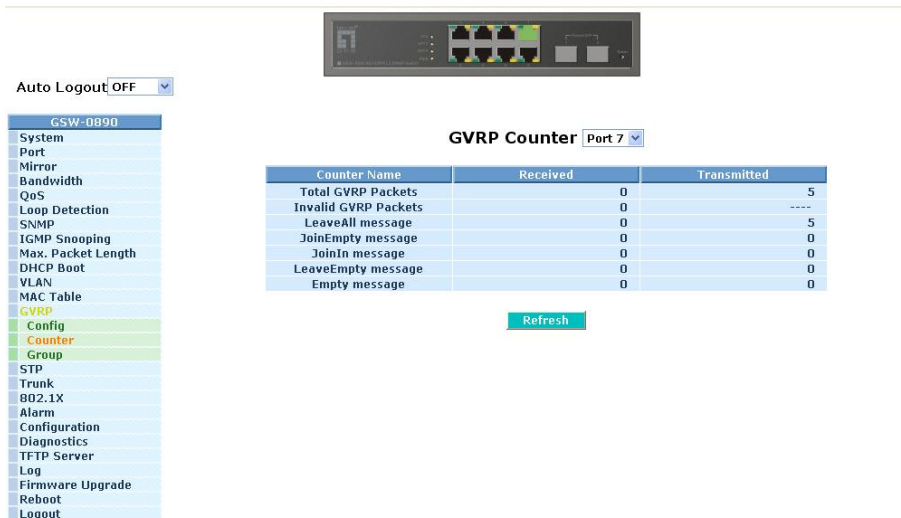 Auto Logout OFF
GSW-0890
System
Port
Mirror
Bandwidth
QoS
Loop Detection
SNMP
IGMP Snooping
Max. Packet Length
DHCP Boot
VLAN
MAC Table
GVRP
Config
Counter
Group
STP
Trunk
802.1X
Alarm
Configuration
Diagnostics
TFTP Server
Log
Firmware Upgrade
Reboot
Logout
GVRP Counter Port 7
Counter Name Received Transmitted
Total GVRP Packets 0 5
Invalid GVRP Packets 0 ----
LeaveAll message 0 5
JoinEmpty message 0 0
JoinIn message 0 0
LeaveEmpty message 0 0
Empty message 0 0
Refresh